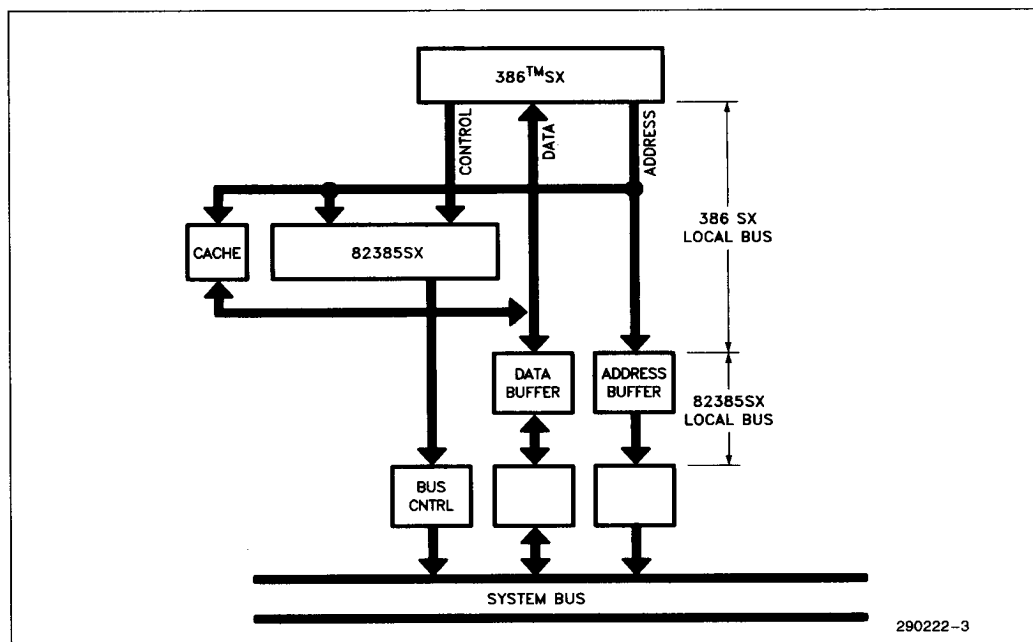 386™SX
CONTROL
DATA
ADDRESS
386 SX
LOCAL BUS
CACHE
82385SX
DATA
BUFFER
ADDRESS
BUFFER
82385SX
LOCAL BUS
BUS
CNTRL
SYSTEM BUS
290222-3